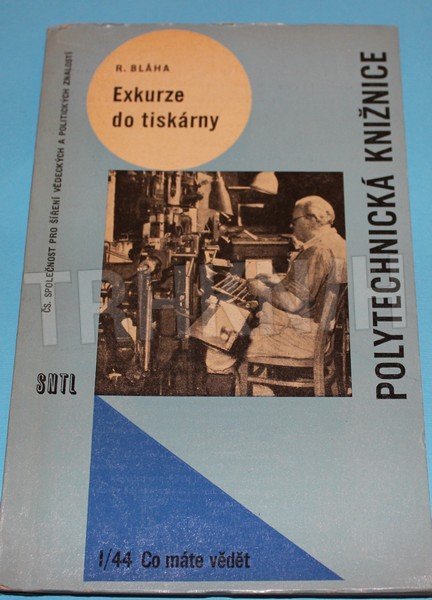 R. BLÁHA
Exkurze
do tiskárny
ČS. SPOLEČNOST PRO ŠÍŘENÍ VĚDECKÝCH A POLITICKÝCH ZNALOSTÍ
POLYTECHNICKÁ KNIŽNICE
SNTL
I/44 Co máte vědět